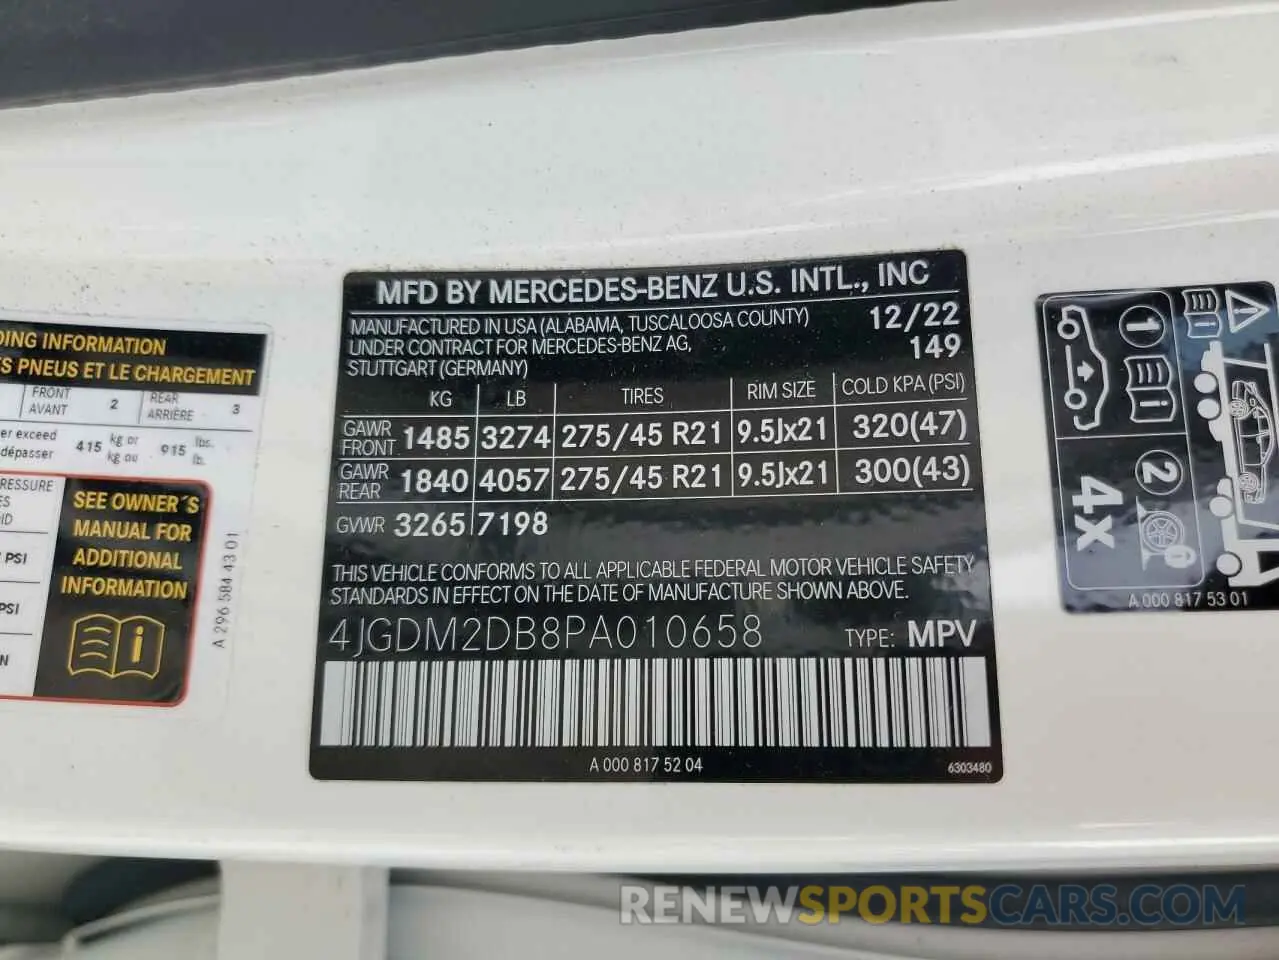 MFD BY MERCEDES-BENZ U.S. INTL., INC
MANUFACTURED IN USA (ALABAMA, TUSCALOOSA COUNTY) 12/22
UNDER CONTRACT FOR MERCEDES-BENZ AG, 149
STUTTGART (GERMANY)
KG LB TIRES RIM SIZE COLD KPA (PSI)
GAWR FRONT 1485 3274 275/45 R21 9.5Jx21 320(47)
GAWR REAR 1840 4057 275/45 R21 9.5Jx21 300(43)
GVWR 3265 7198
THIS VEHICLE CONFORMS TO ALL APPLICABLE FEDERAL MOTOR VEHICLE SAFETY
STANDARDS IN EFFECT ON THE DATE OF MANUFACTURE SHOWN ABOVE.
4JGDM2DB8PA010658 TYPE: MPV
A 000 817 52 04 6303480
DING INFORMATION
PNEUS ET LE CHARGEMENT
FRONT AVANT 2 REAR ARRIÈRE 3
er exceed
dépasser
415 kg or kg ou 915 lbs. lb.
PRESSURE
PSI
PSI
SEE OWNER´S
MANUAL FOR
ADDITIONAL
INFORMATION
A 296 584 43 01
1
2
4x
A 000 817 53 01
RENEWSPORTSCARS.COM